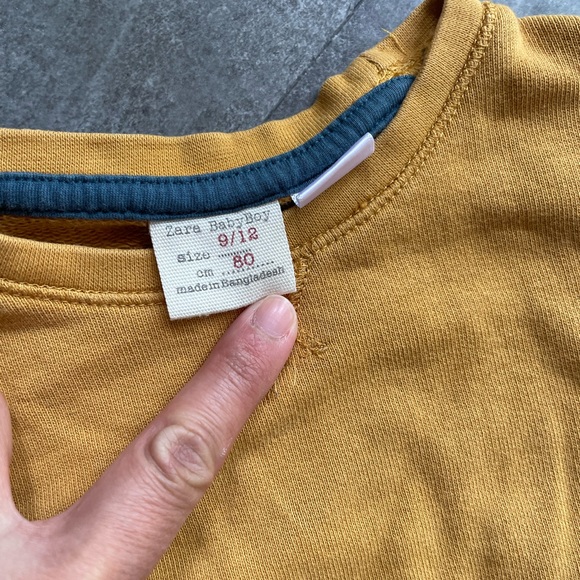 Zara BabyBoy
size 9/12
cm 80
made in Bangladesh